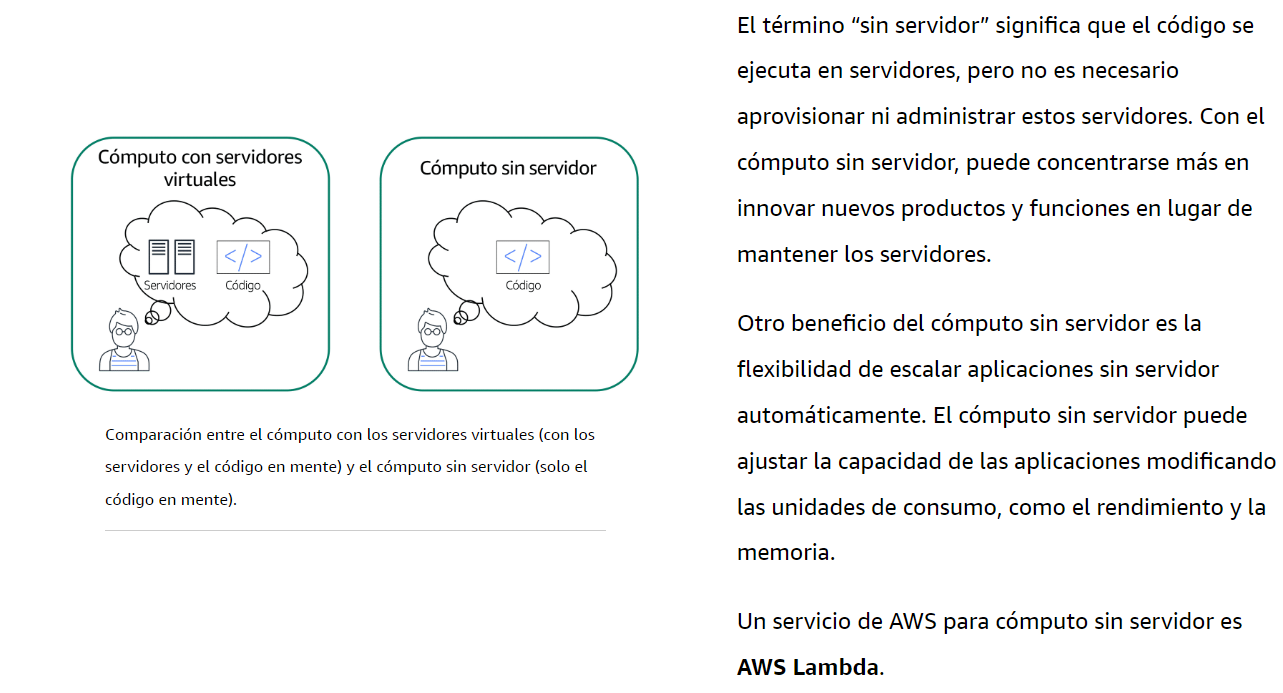 Cómputo con servidores
virtuales
Servidores
Código
</>
Cómputo sin servidor
</>
Código
Comparación entre el cómputo con los servidores virtuales (con los
servidores y el código en mente) y el cómputo sin servidor (solo el
código en mente).
El término “sin servidor” significa que el código se
ejecuta en servidores, pero no es necesario
aprovisionar ni administrar estos servidores. Con el
cómputo sin servidor, puede concentrarse más en
innovar nuevos productos y funciones en lugar de
mantener los servidores.
Otro beneficio del cómputo sin servidor es la
flexibilidad de escalar aplicaciones sin servidor
automáticamente. El cómputo sin servidor puede
ajustar la capacidad de las aplicaciones modificando
las unidades de consumo, como el rendimiento y la
memoria.
Un servicio de AWS para cómputo sin servidor es
AWS Lambda.